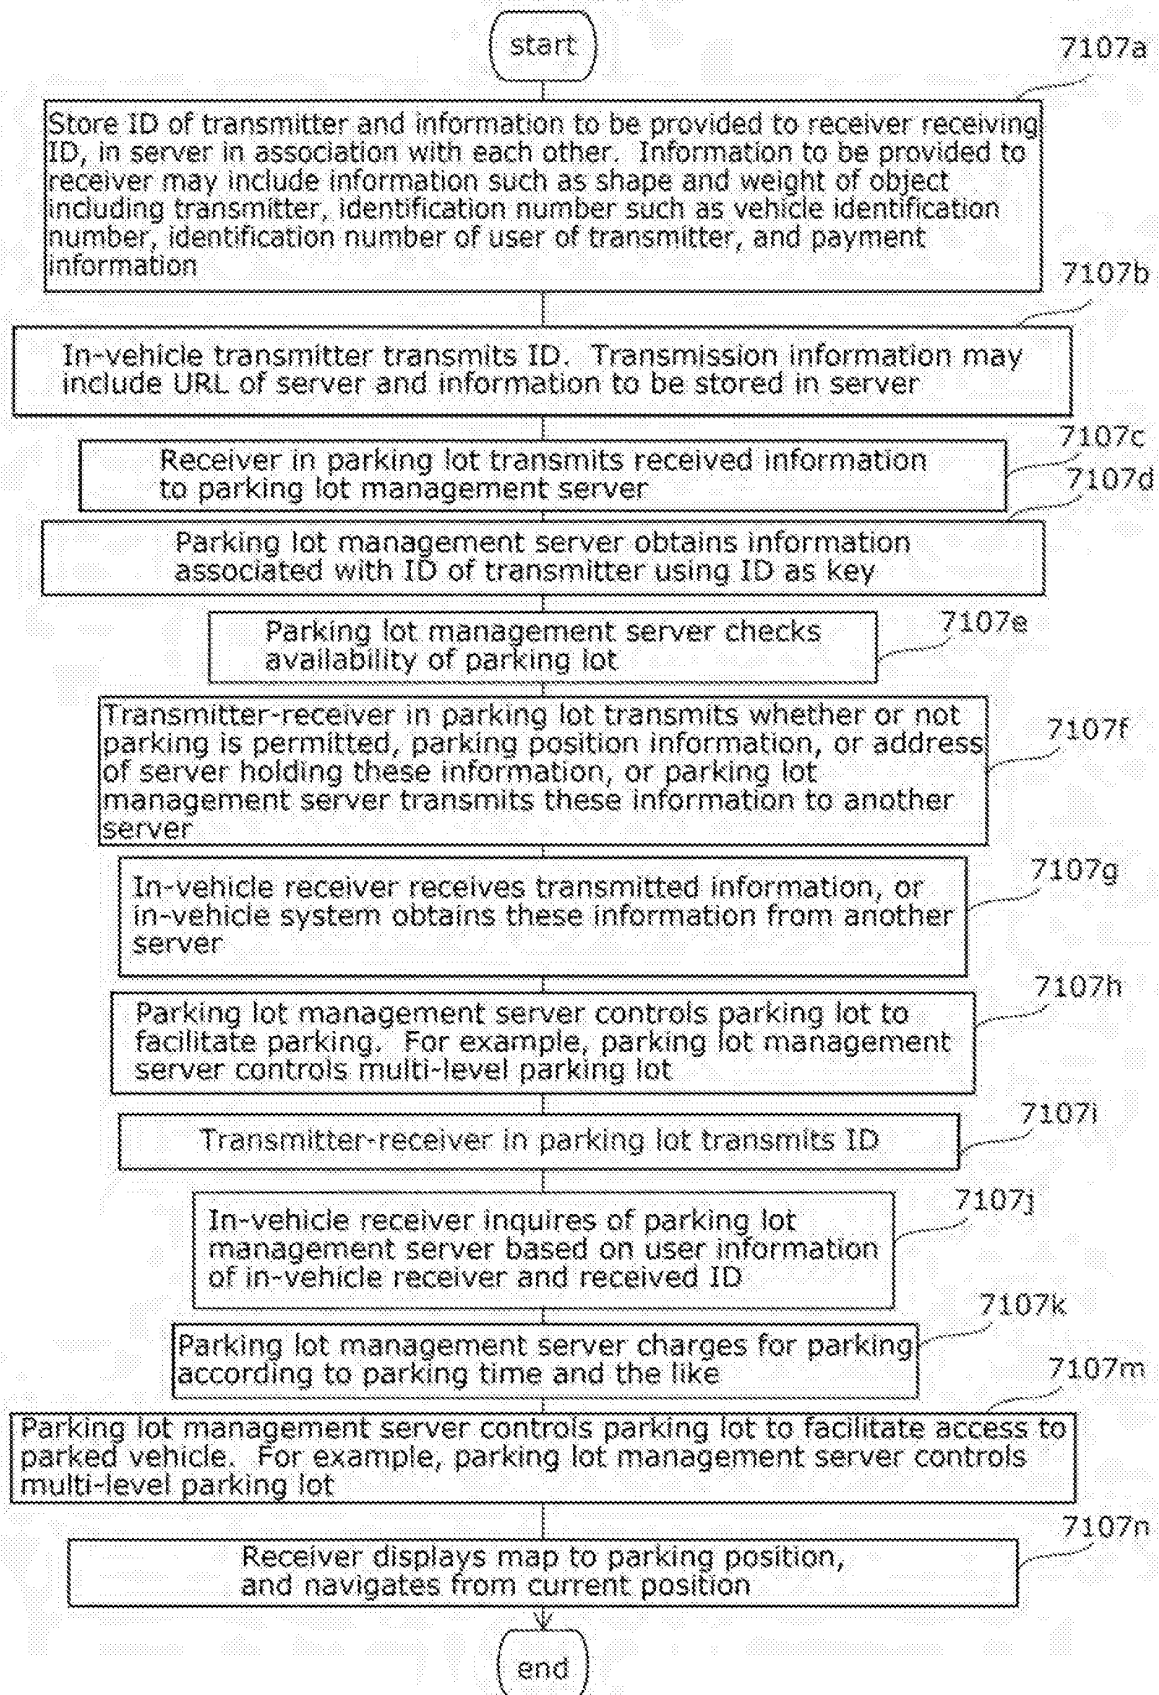 start
7107a
Store ID of transmitter and information to be provided to receiver receiving
ID, in server in association with each other. Information to be provided to
receiver may include information such as shape and weight of object
including transmitter, identification number such as vehicle identification
number, identification number of user of transmitter, and payment
information
7107b
In-vehicle transmitter transmits ID. Transmission information may
include URL of server and information to be stored in server
7107c
Receiver in parking lot transmits received information
to parking lot management server
7107d
Parking lot management server obtains information
associated with ID of transmitter using ID as key
7107e
Parking lot management server checks
availability of parking lot
7107f
Transmitter-receiver in parking lot transmits whether or not
parking is permitted, parking position information, or address
of server holding these information, or parking lot
management server transmits these information to another
server
7107g
In-vehicle receiver receives transmitted information, or
in-vehicle system obtains these information from another
server
7107h
Parking lot management server controls parking lot to
facilitate parking. For example, parking lot management
server controls multi-level parking lot
7107i
Transmitter-receiver in parking lot transmits ID
7107j
In-vehicle receiver inquires of parking lot
management server based on user information
of in-vehicle receiver and received ID
7107k
Parking lot management server charges for parking
according to parking time and the like
7107m
Parking lot management server controls parking lot to facilitate access to
parked vehicle. For example, parking lot management server controls
multi-level parking lot
7107n
Receiver displays map to parking position,
and navigates from current position
end